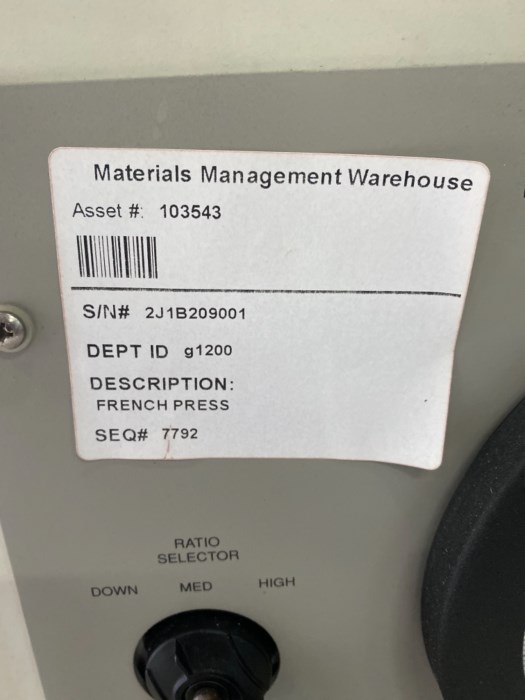 Materials Management Warehouse
Asset #: 103543
S/N# 2J1B209001
DEPT ID g1200
DESCRIPTION:
FRENCH PRESS
SEQ# 7792
RATIO
SELECTOR
DOWN MED HIGH